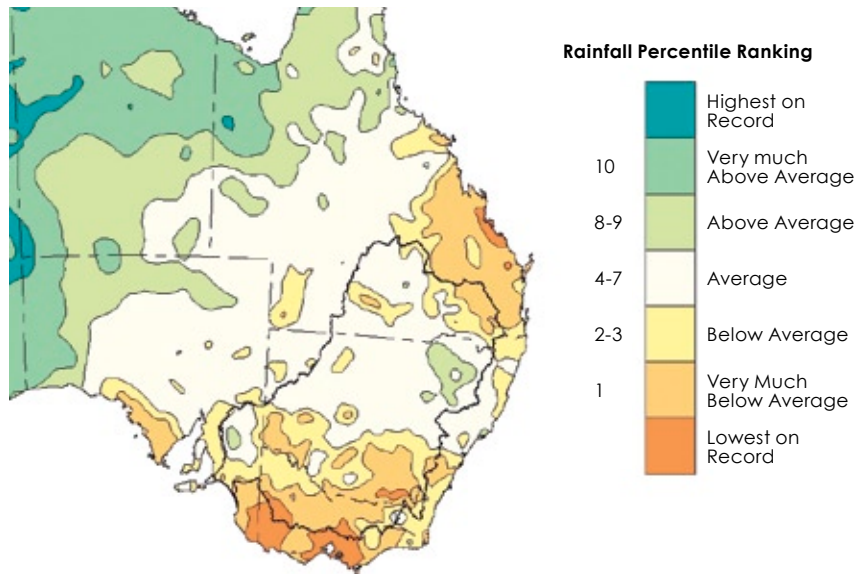 Rainfall Percentile Ranking
Highest on
Record
10
Very much
Above Average
8-9
Above Average
4-7
Average
2-3
Below Average
1
Very Much
Below Average
Lowest on
Record